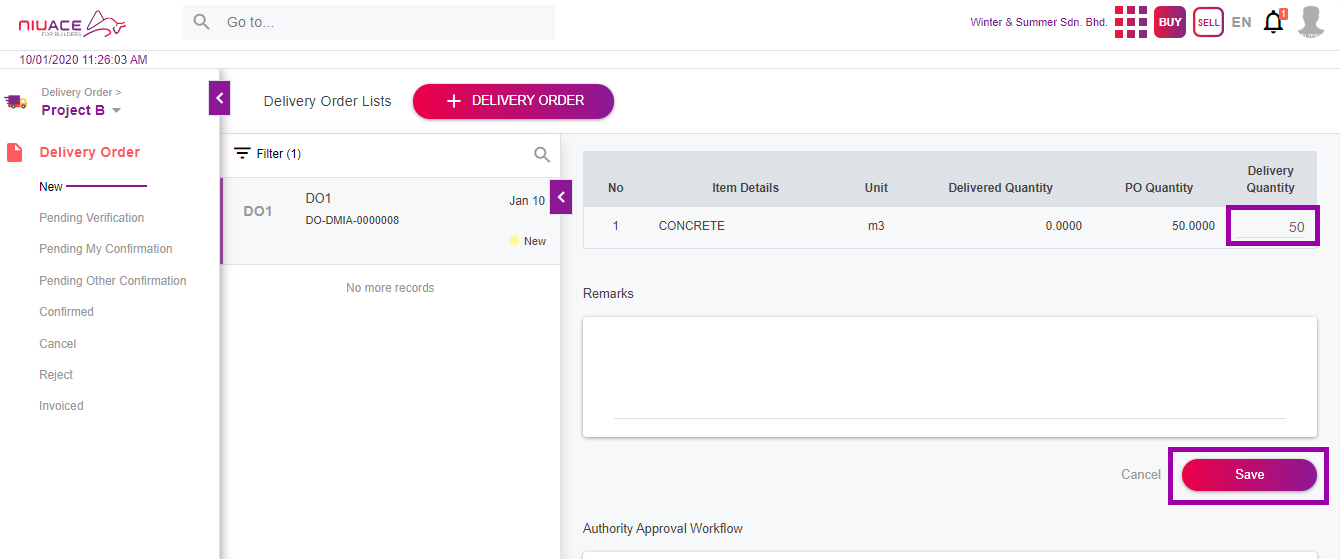 NIUACE
FOR BUILDERS
Go to...
Winter & Summer Sdn. Bhd.
BUY
SELL
EN
1
10/01/2020 11:26:03 AM
Delivery Order >
Project B
Delivery Order
New
Pending Verification
Pending My Confirmation
Pending Other Confirmation
Confirmed
Cancel
Reject
Invoiced
Delivery Order Lists
+ DELIVERY ORDER
Filter (1)
DO1
DO1
DO-DMIA-0000008
Jan 10
New
No more records
No Item Details Unit Delivered Quantity PO Quantity Delivery
Quantity
1 CONCRETE m3 0.0000 50.0000 50
Remarks
Cancel
Save
Authority Approval Workflow